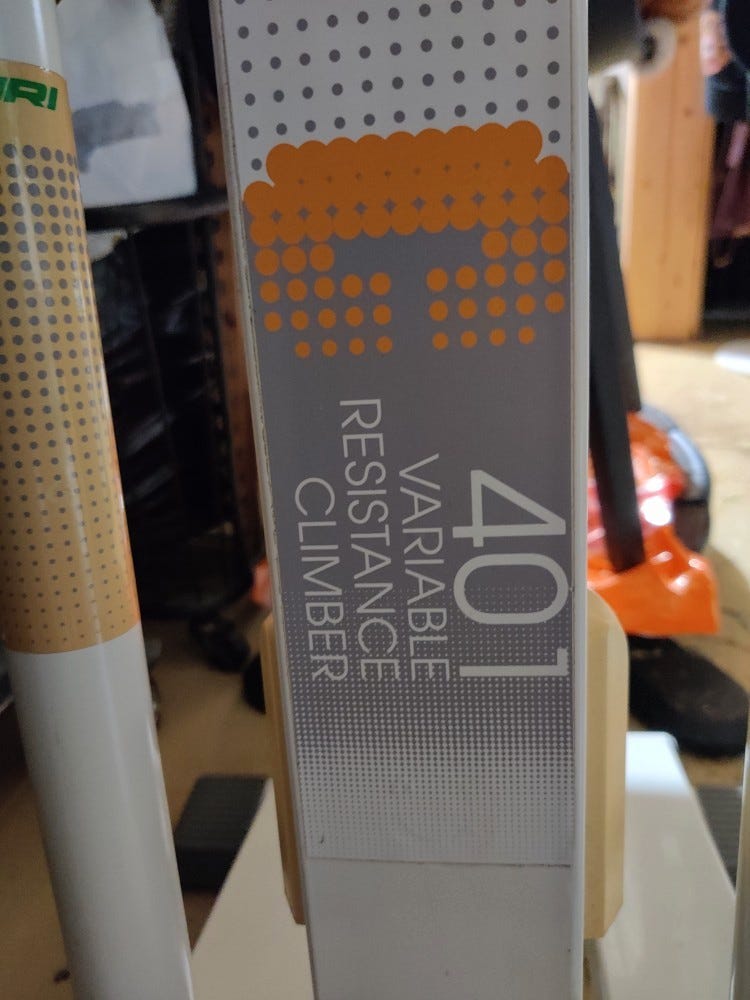 401
VARIABLE
RESISTANCE
CLIMBER